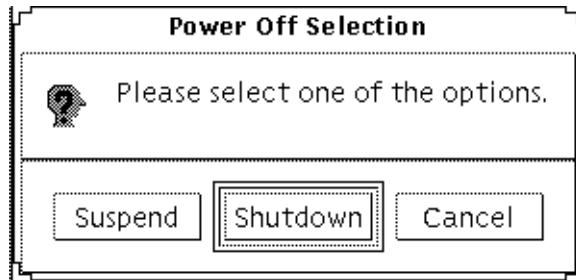 Power Off Selection
Please select one of the options.
Suspend Shutdown Cancel